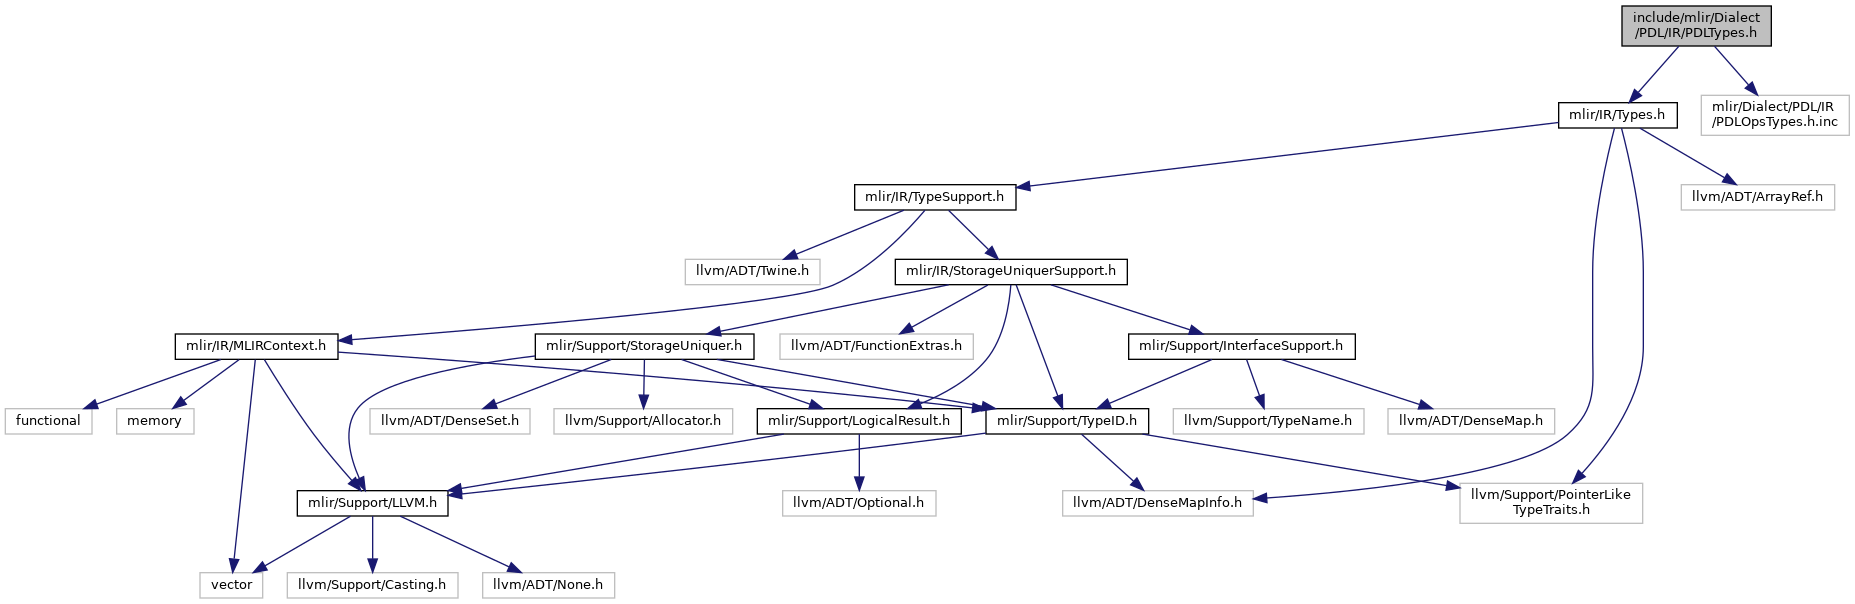 include/mlir/Dialect
/PDL/IR/PDLTypes.h
mlir/IR/Types.h
mlir/Dialect/PDL/IR
/PDLOpsTypes.h.inc
mlir/IR/TypeSupport.h
llvm/ADT/ArrayRef.h
llvm/ADT/Twine.h
mlir/IR/StorageUniquerSupport.h
mlir/IR/MLIRContext.h
mlir/Support/StorageUniquer.h
llvm/ADT/FunctionExtras.h
mlir/Support/InterfaceSupport.h
functional
memory
llvm/ADT/DenseSet.h
llvm/Support/Allocator.h
mlir/Support/LogicalResult.h
mlir/Support/TypeID.h
llvm/Support/TypeName.h
llvm/ADT/DenseMap.h
mlir/Support/LLVM.h
llvm/ADT/Optional.h
llvm/ADT/DenseMapInfo.h
llvm/Support/PointerLike
TypeTraits.h
vector
llvm/Support/Casting.h
llvm/ADT/None.h